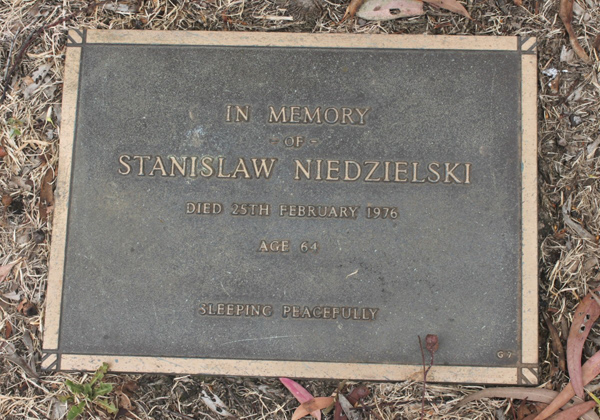 IN MEMORY
- OF -
STANISLAW NIEDZIELSKI
DIED 25TH FEBRUARY 1976
AGE 64
SLEEPING PEACEFULLY